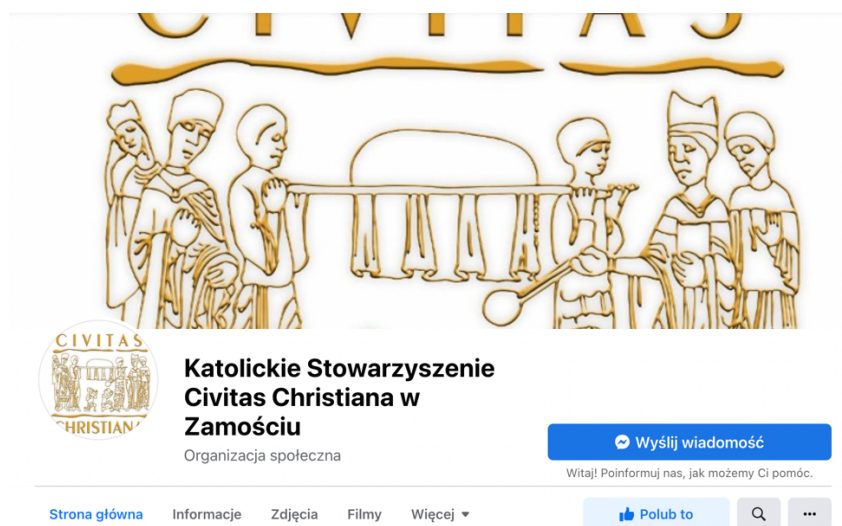 CIVITAS
CIVITAS
CHRISTIANA
Katolickie Stowarzyszenie
Civitas Christiana w
Zamościu
Organizacja społeczna
Wyślij wiadomość
Witaj! Poinformuj nas, jak możemy Ci pomóc.
Strona główna Informacje Zdjęcia Filmy Więcej
Polub to